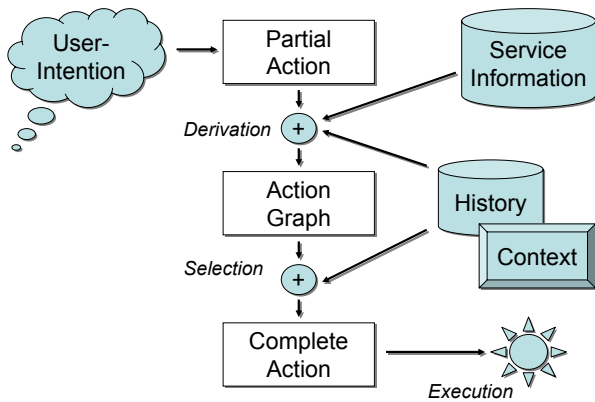 User-
Intention
Partial
Action
Service
Information
Derivation
+
Action
Graph
History
Context
Selection
+
Complete
Action
Execution